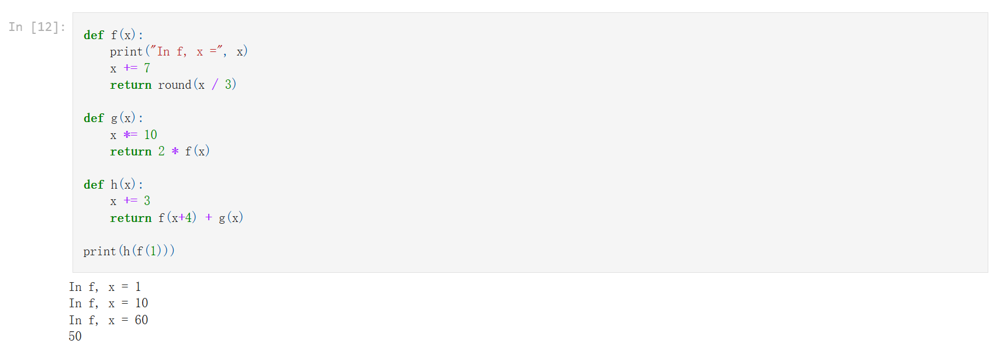 In [12]:
def f(x):
    print("In f, x =", x)
    x += 7
    return round(x / 3)

def g(x):
    x *= 10
    return 2 * f(x)

def h(x):
    x += 3
    return f(x+4) + g(x)

print(h(f(1)))
In f, x = 1
In f, x = 10
In f, x = 60
50